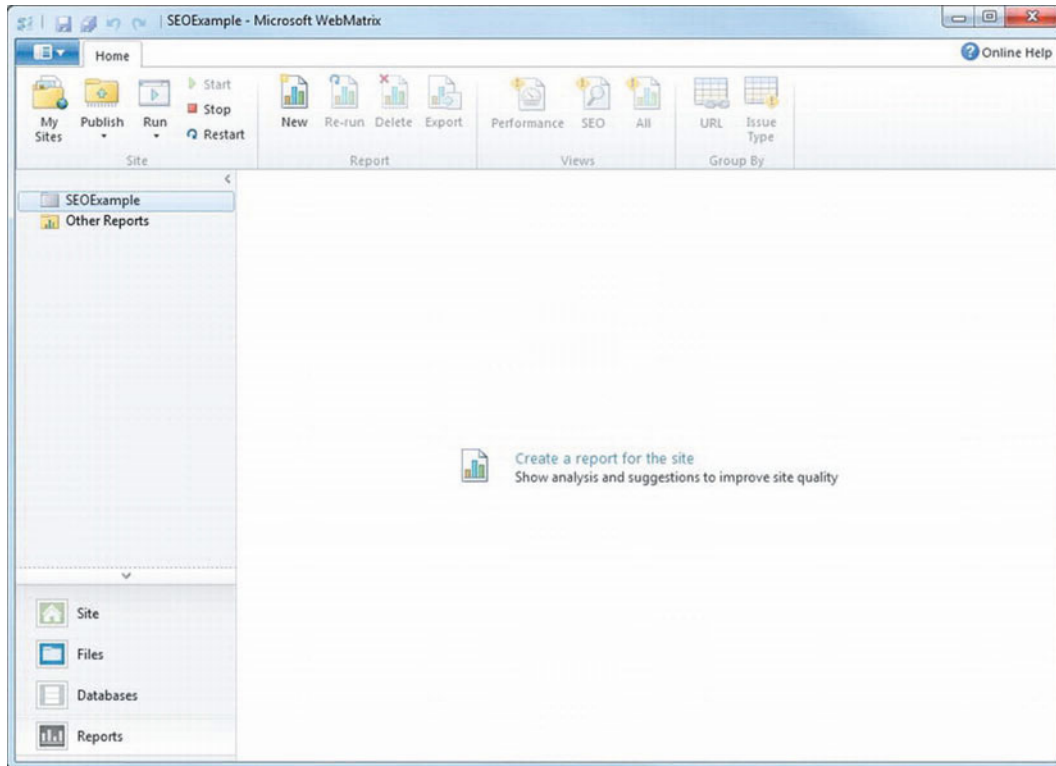 SEOExample - Microsoft WebMatrix
Home
Online Help
My Sites
Publish
Run
Start
Stop
Restart
Site
New
Re-run
Delete
Export
Report
Performance
SEO
All
Views
URL
Issue Type
Group By
SEOExample
Other Reports
Create a report for the site
Show analysis and suggestions to improve site quality
Site
Files
Databases
Reports